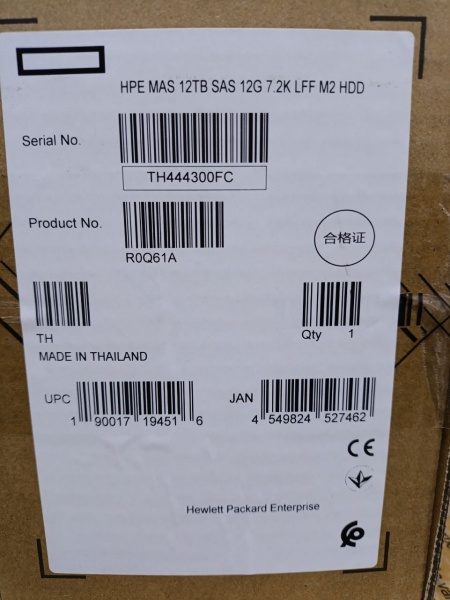 HPE MAS 12TB SAS 12G 7.2K LFF M2 HDD
Serial No.
TH444300FC
Product No.
R0Q61A
合格证
TH
Qty 1
MADE IN THAILAND
UPC
1 90017 19451 6
JAN
4 549824 527462
CE
Hewlett Packard Enterprise